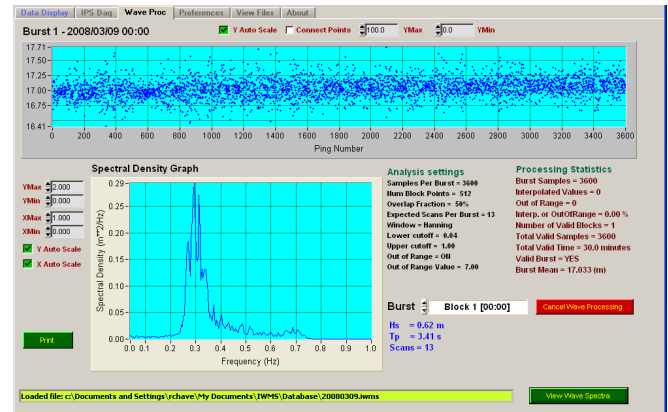 Data Display IPS Daq Wave Proc Preferences View Files About
Burst 1 - 2008/03/09 00:00 Y Auto Scale Connect Points 100.0 YMax 0.0 YMin
17.71
17.50
17.25
17.00
16.75
16.41
0 200 400 600 800 1000 1200 1400 1600 1800 2000 2200 2400 2600 2800 3000 3200 3400 3600
Ping Number
YMax 2.000
YMin 0.000
XMax 1.000
XMin 0.000
Y Auto Scale
X Auto Scale
Print
Spectral Density Graph
Spectral Density (m**2/Hz)
0.29
0.25
0.20
0.15
0.10
0.05
0.00
0.0 0.1 0.2 0.3 0.4 0.5 0.6 0.7 0.8 0.9 1.0
Frequency (Hz)
Analysis settings
Samples Per Burst = 3600
Num Block Points = 512
Overlap Fraction = 50%
Expected Scans Per Burst = 13
Window = Hanning
Lower cutoff = 0.04
Upper cutoff = 1.00
Out of Range = ON
Out of Range Value = 7.00
Processing Statistics
Burst Samples = 3600
Interpolated Values = 0
Out of Range = 0
Interp. or OutOfRange = 0.00 %
Number of Valid Blocks = 1
Total Valid Samples = 3600
Total Valid Time = 30.0 minutes
Valid Burst = YES
Burst Mean = 17.033 (m)
Burst Block 1 [00:00] Cancel Wave Processing
Hs = 0.62 m
Tp = 3.41 s
Scans = 13
Loaded file: c:\Documents and Settings\rchave\My Documents\IWMS\Database\20080309.iwms View Wave Spectra